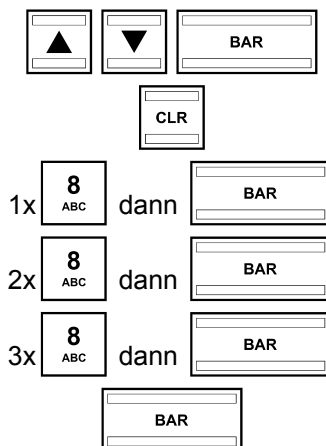 ▲ ▼ BAR
CLR
1x 8 ABC dann BAR
2x 8 ABC dann BAR
3x 8 ABC dann BAR
BAR